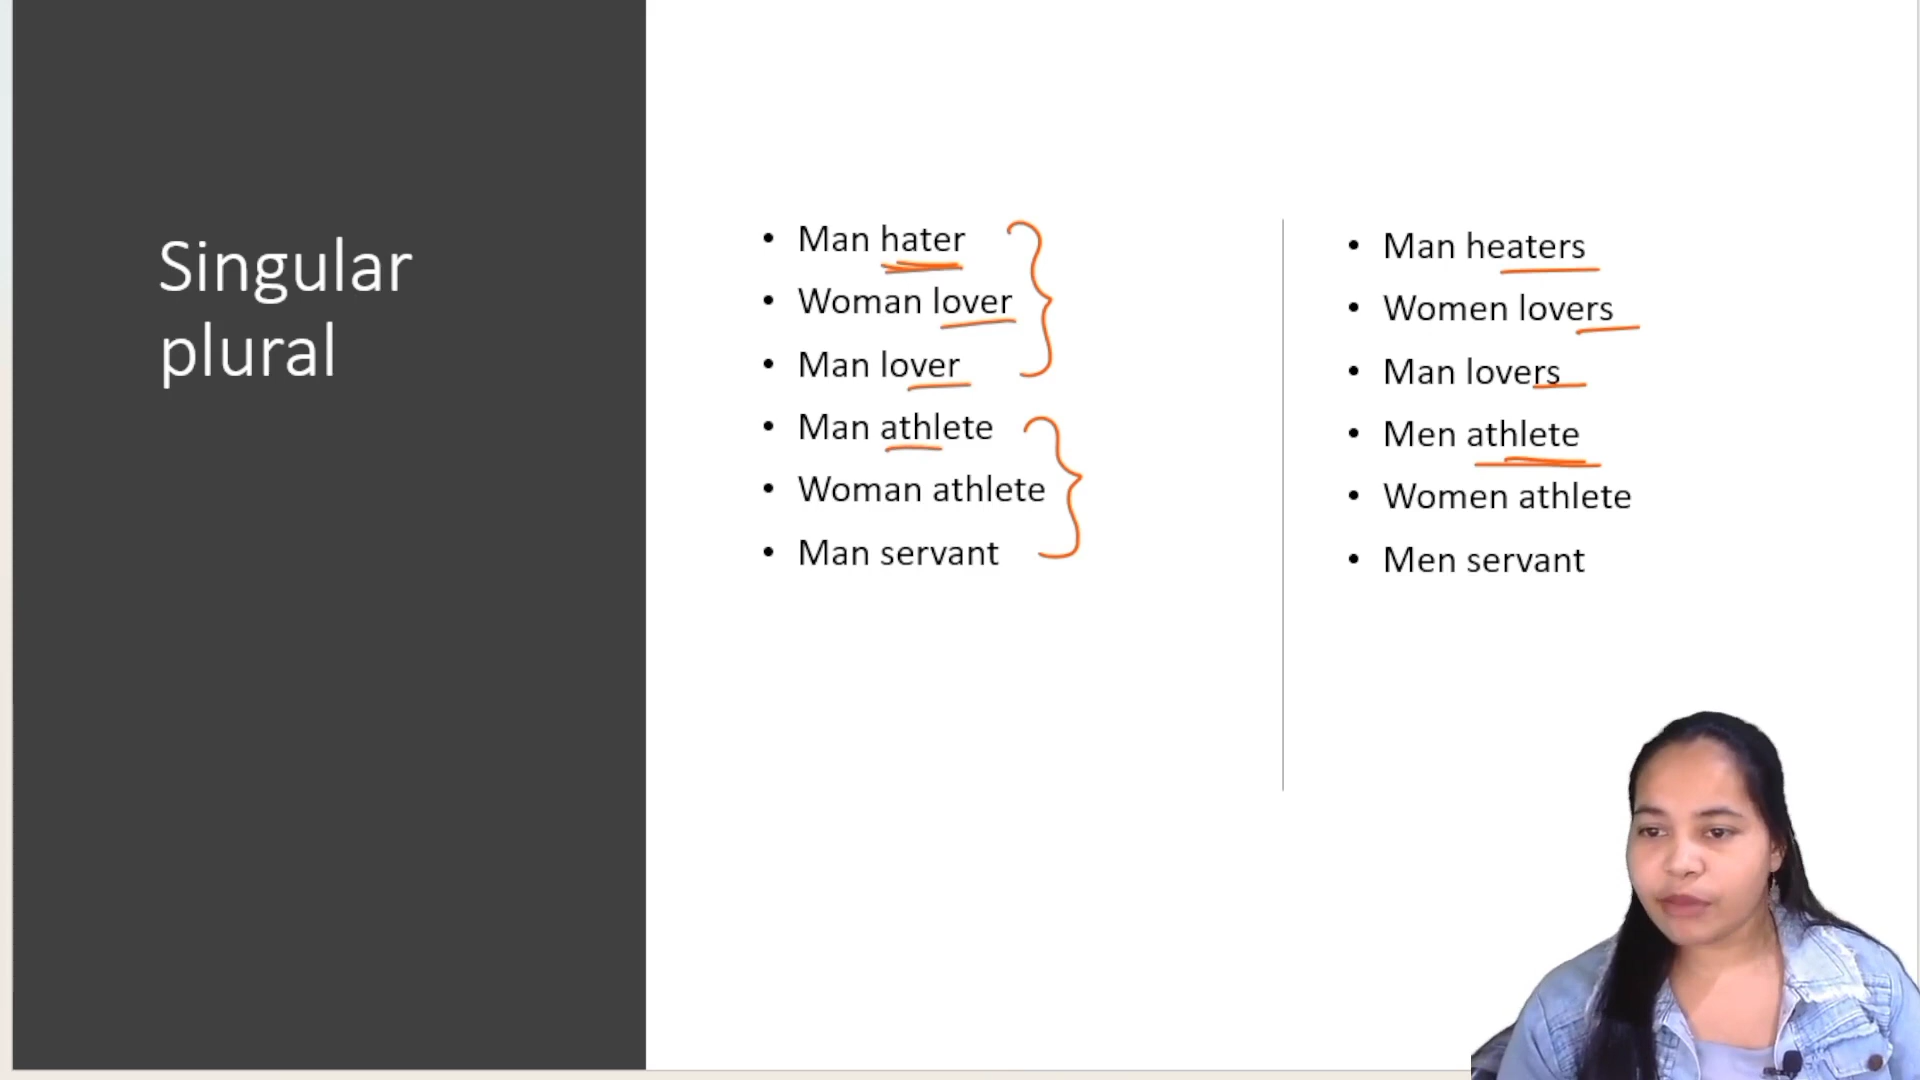 Singular
plural
• Man hater
• Woman lover
• Man lover
• Man athlete
• Woman athlete
• Man servant
• Man heaters
• Women lovers
• Man lovers
• Men athlete
• Women athlete
• Men servant